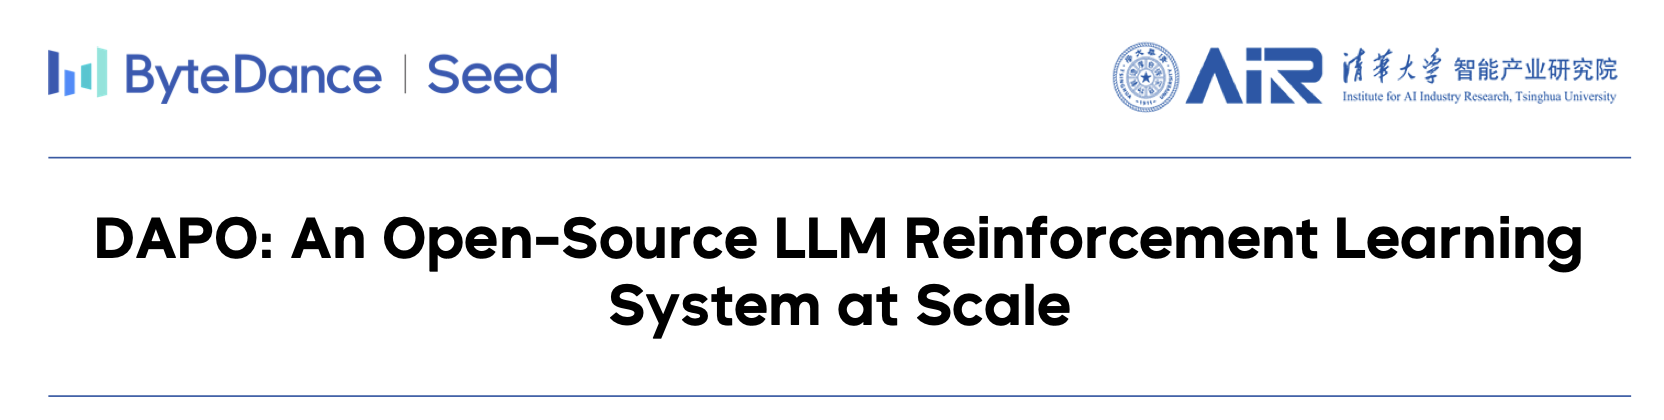 ByteDance | Seed
AIR
清华大学 智能产业研究院
Institute for AI Industry Research, Tsinghua University
DAPO: An Open-Source LLM Reinforcement Learning
System at Scale